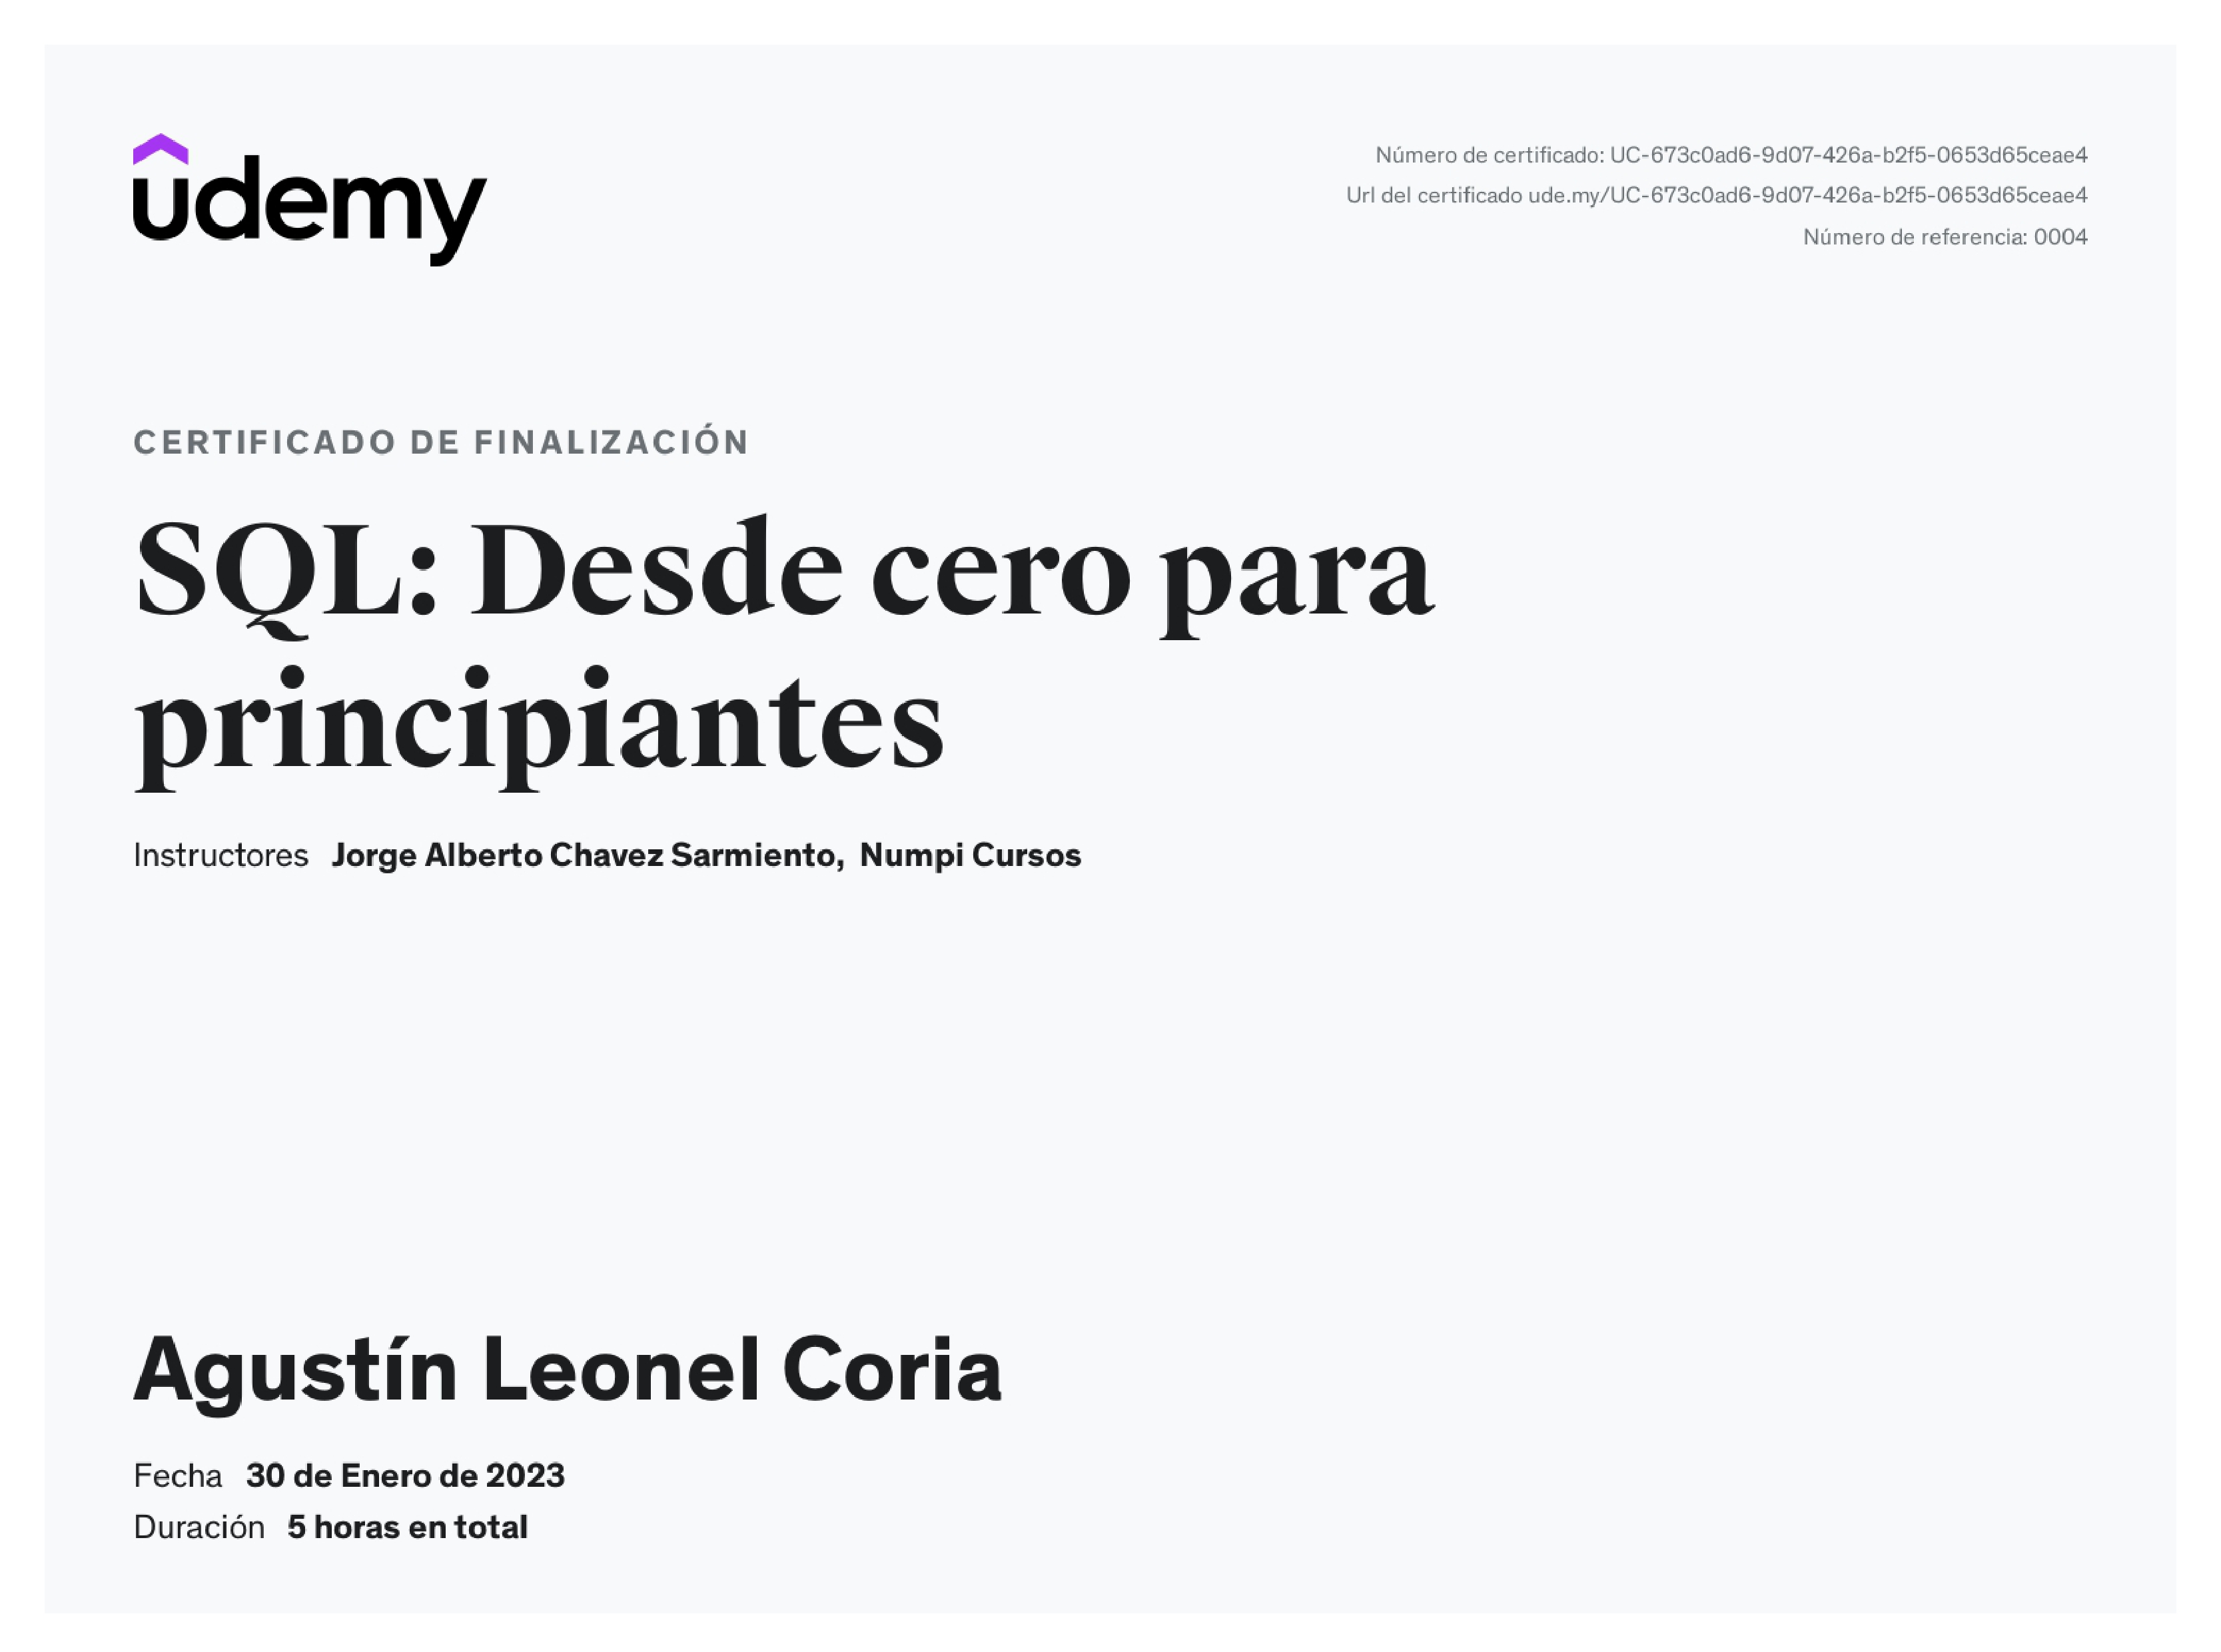 udemy
Número de certificado: UC-673c0ad6-9d07-426a-b2f5-0653d65ceae4
Url del certificado ude.my/UC-673c0ad6-9d07-426a-b2f5-0653d65ceae4
Número de referencia: 0004
CERTIFICADO DE FINALIZACIÓN
SQL: Desde cero para
principiantes
Instructores Jorge Alberto Chavez Sarmiento, Numpi Cursos
Agustín Leonel Coria
Fecha 30 de Enero de 2023
Duración 5 horas en total